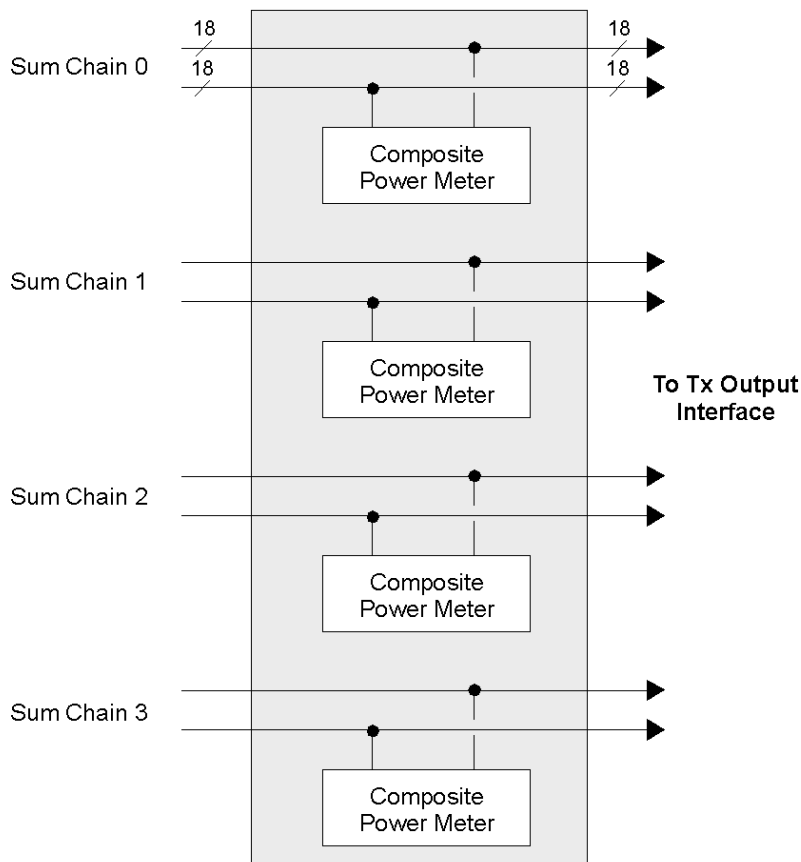 18
18
Sum Chain 0
18
18
Composite
Power Meter
Sum Chain 1
Composite
Power Meter
To Tx Output
Interface
Sum Chain 2
Composite
Power Meter
Sum Chain 3
Composite
Power Meter